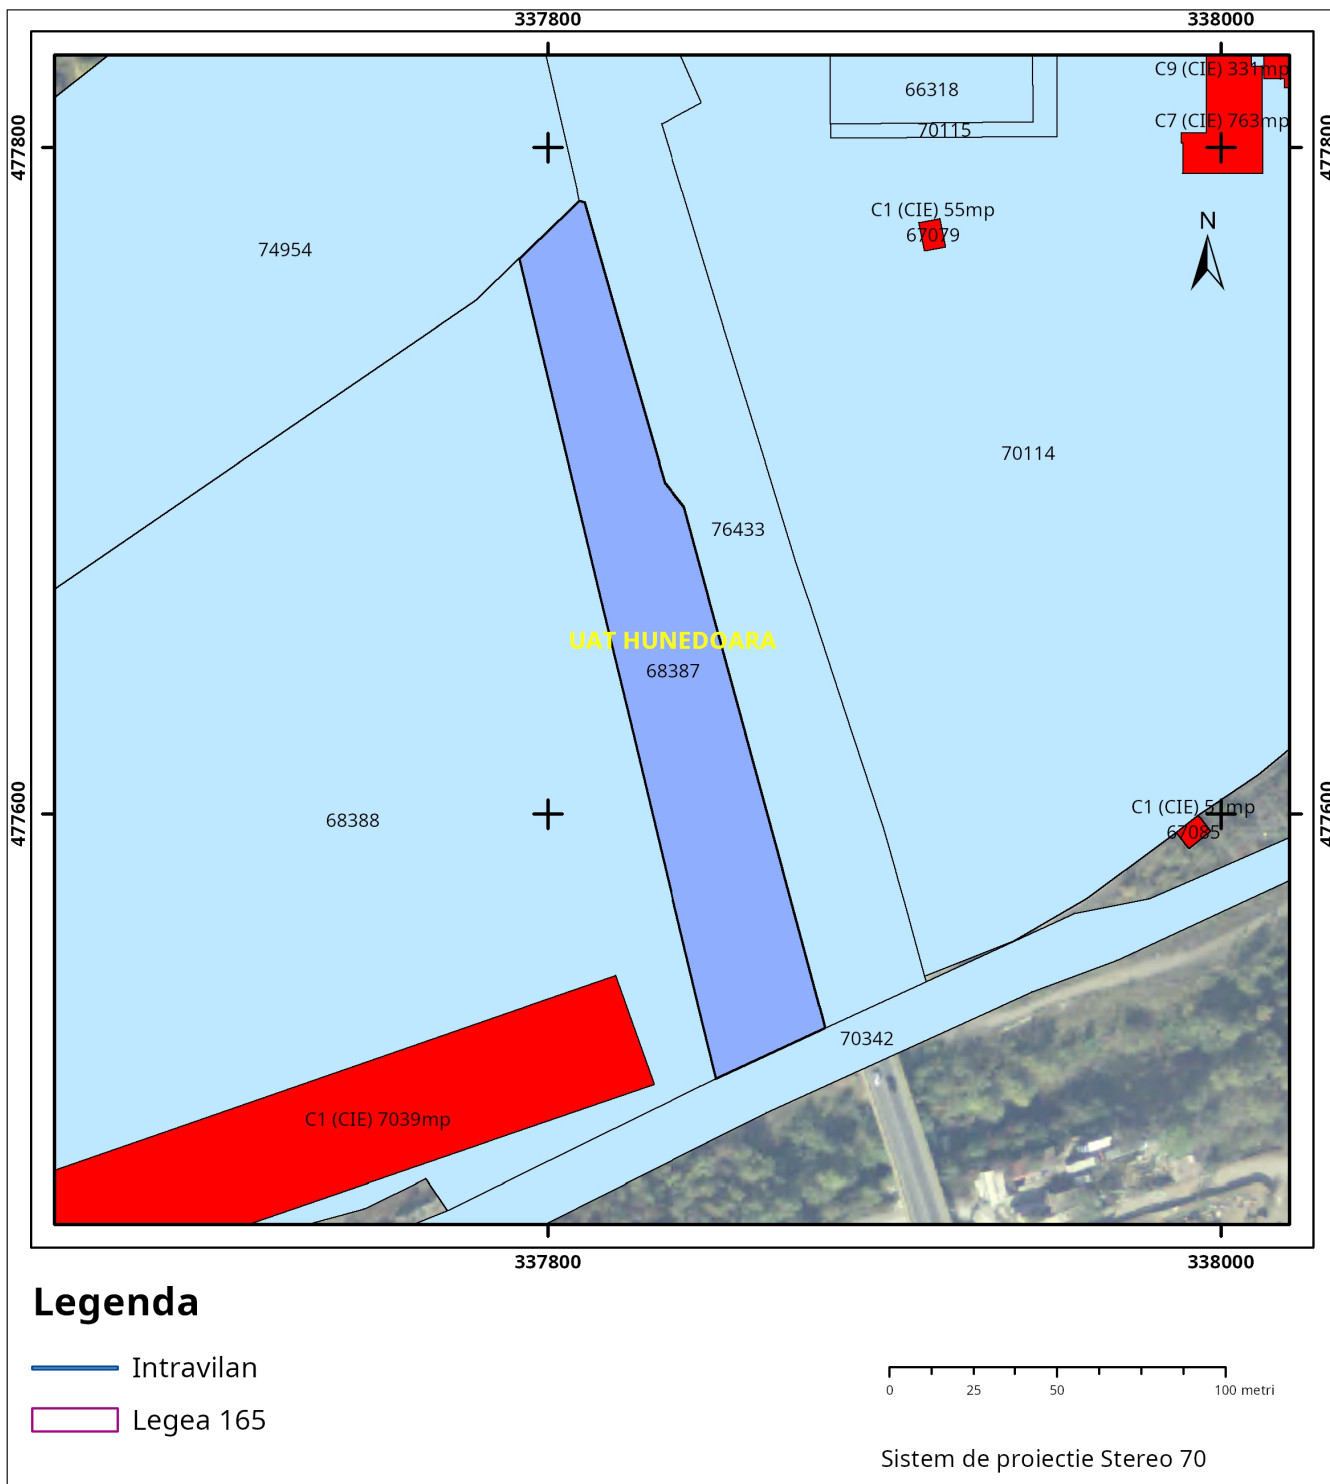 337800
338000
C9 (CIE) 331mp
66318
C7 (CIE) 763mp
70115
477800
477800
C1 (CIE) 55mp
67079
N
74954
70114
76433
UAT HUNEDOARA
68387
C1 (CIE) 51mp
67085
477600
477600
68388
70342
C1 (CIE) 7039mp
337800
338000
Legenda
Intravilan
Legea 165
0 25 50 100 metri
Sistem de proiectie Stereo 70